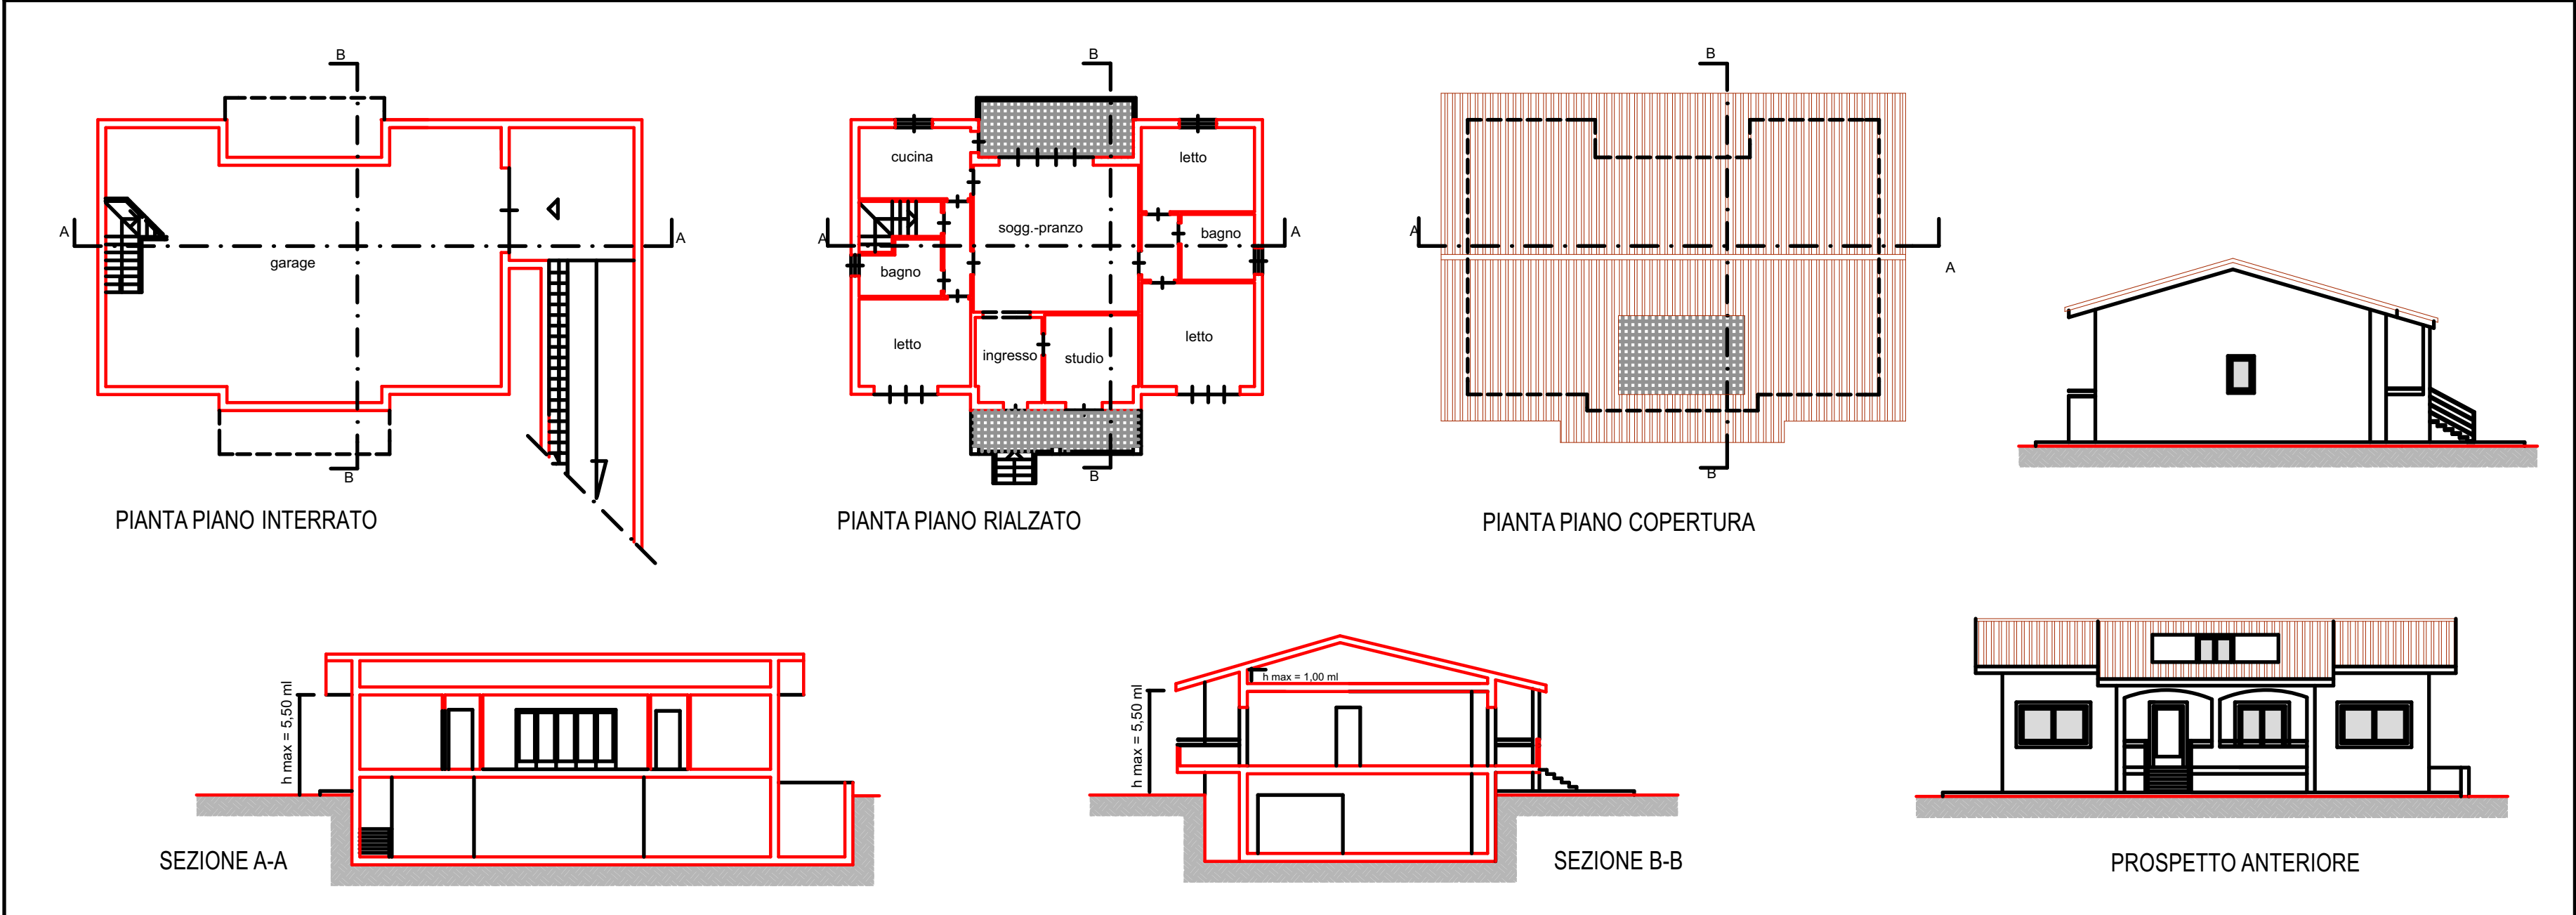 B
A
A
garage
B
PIANTA PIANO INTERRATO
B
cucina
letto
sogg.-pranzo
A
A
bagno
bagno
letto
ingresso
studio
letto
B
PIANTA PIANO RIALZATO
B
A
A
B
PIANTA PIANO COPERTURA
h max = 5,50 ml
SEZIONE A-A
h max = 1,00 ml
h max = 5,50 ml
SEZIONE B-B
PROSPETTO ANTERIORE